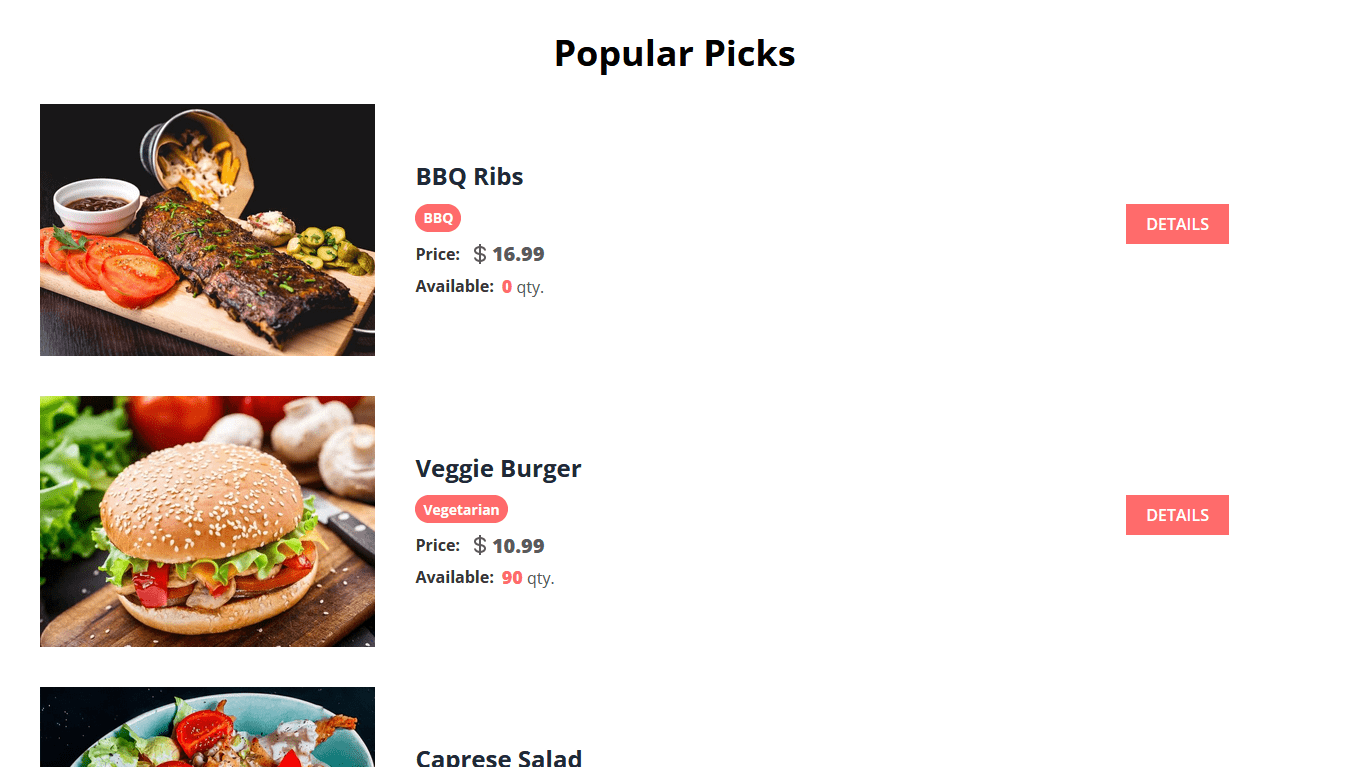 Popular Picks
BBQ Ribs
BBQ
Price: $ 16.99
Available: 0 qty.
DETAILS
Veggie Burger
Vegetarian
Price: $ 10.99
Available: 90 qty.
DETAILS
Caprese Salad